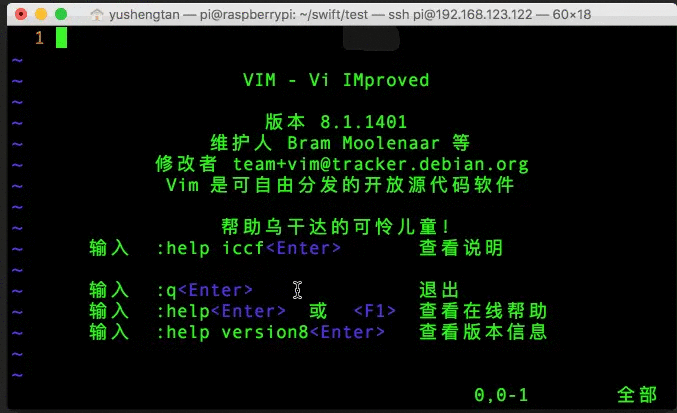 yushengtan — pi@raspberrypi: ~/swift/test — ssh pi@192.168.123.122 — 60×18
1
~
~ VIM - Vi IMproved
~
~ 版本 8.1.1401
~ 维护人 Bram Moolenaar 等
~ 修改者 team+vim@tracker.debian.org
~ Vim 是可自由分发的开放源代码软件
~
~ 帮助乌干达的可怜儿童!
~ 输入 :help iccf<Enter> 查看说明
~
~ 输入 :q<Enter> 退出
~ 输入 :help<Enter> 或 <F1> 查看在线帮助
~ 输入 :help version8<Enter> 查看版本信息
~
~
0,0-1 全部